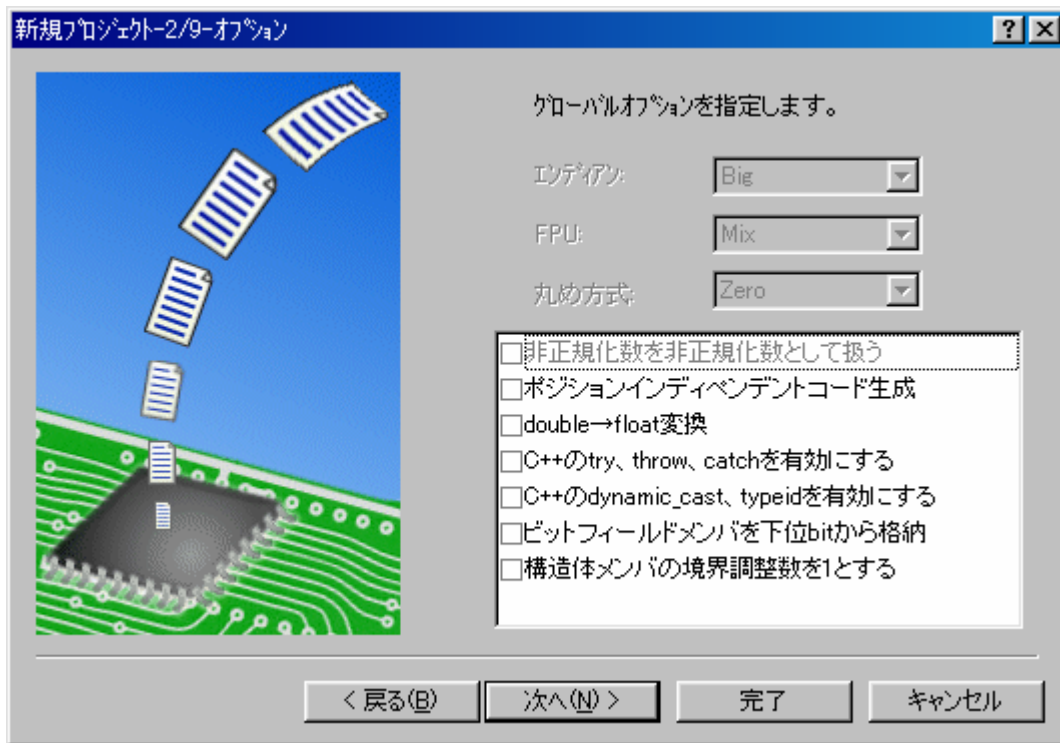 新規ﾌﾟﾛｼﾞｪｸﾄ-2/9-ｵﾌﾟｼｮﾝ
ｸﾞﾛｰﾊﾞﾙｵﾌﾟｼｮﾝを指定します。
ｴﾝﾃﾞｨｱﾝ: Big
FPU: Mix
丸め方式: Zero
非正規化数を非正規化数として扱う
ポジションインディペンデントコード生成
double→float変換
C++のtry、throw、catchを有効にする
C++のdynamic_cast、typeidを有効にする
ビットフィールドメンバを下位bitから格納
構造体メンバの境界調整数を1とする
< 戻る(B) 次へ(N) > 完了 キャンセル